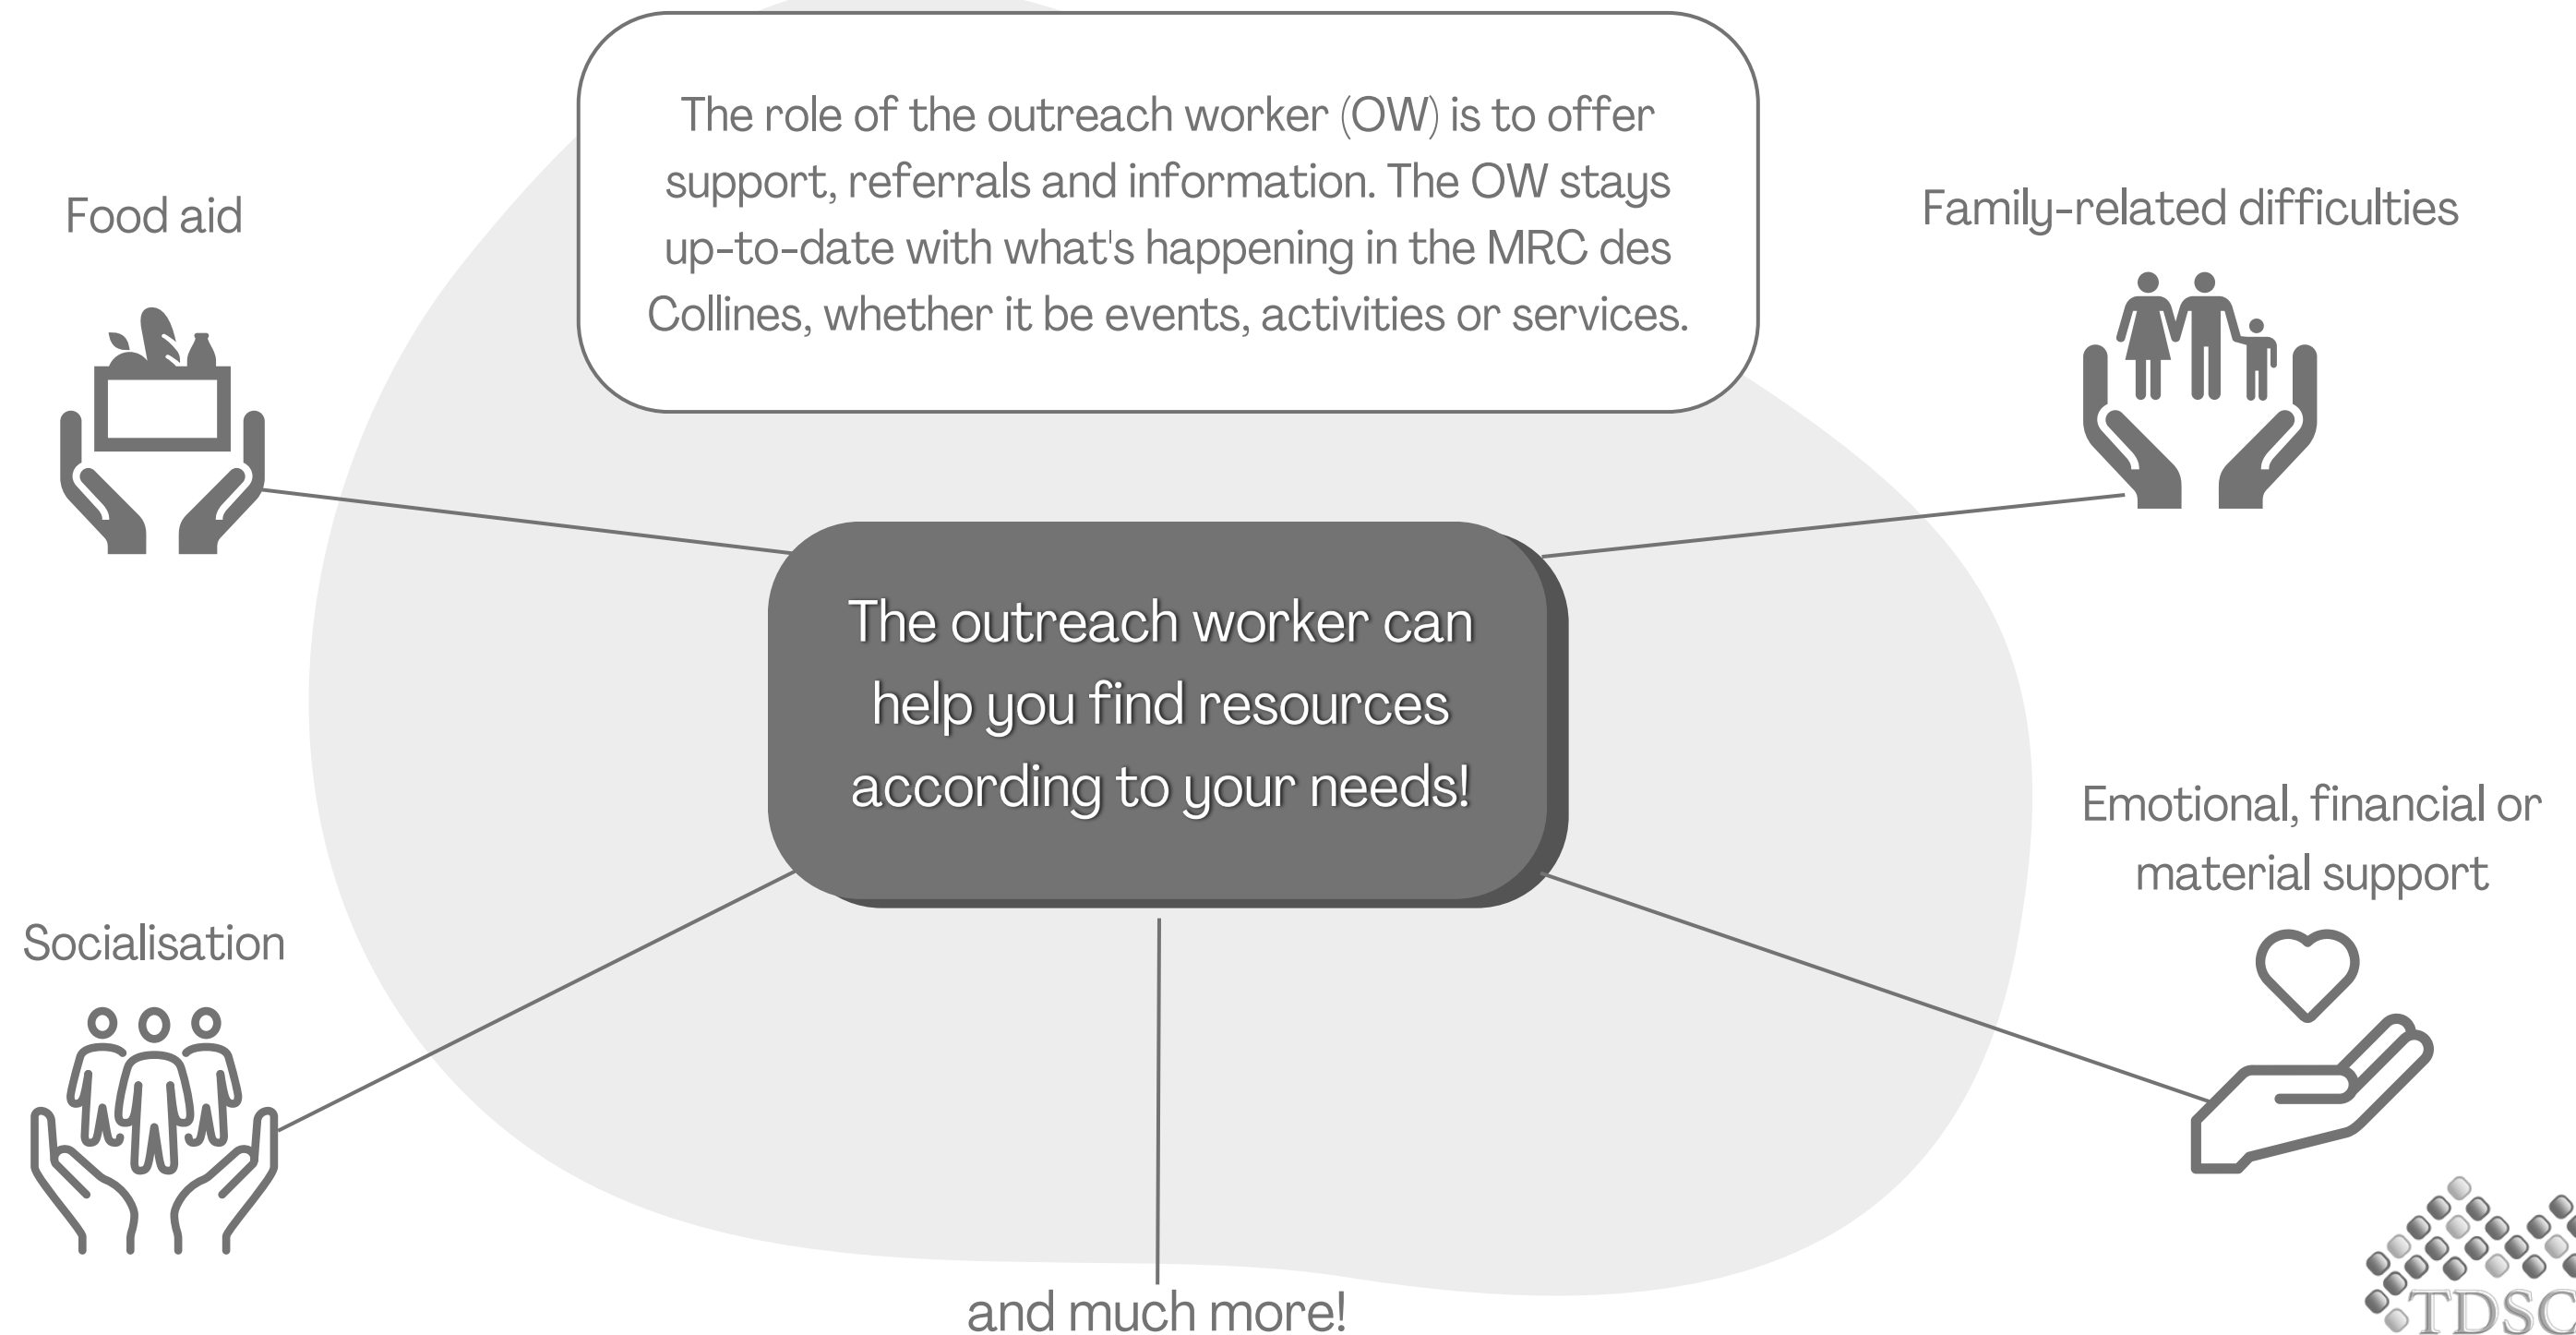 The role of the outreach worker (OW) is to offer
support, referrals and information. The OW stays
up-to-date with what's happening in the MRC des
Collines, whether it be events, activities or services.
Food aid
Family-related difficulties
The outreach worker can
help you find resources
according to your needs!
Emotional, financial or
material support
Socialisation
and much more!
TDSC